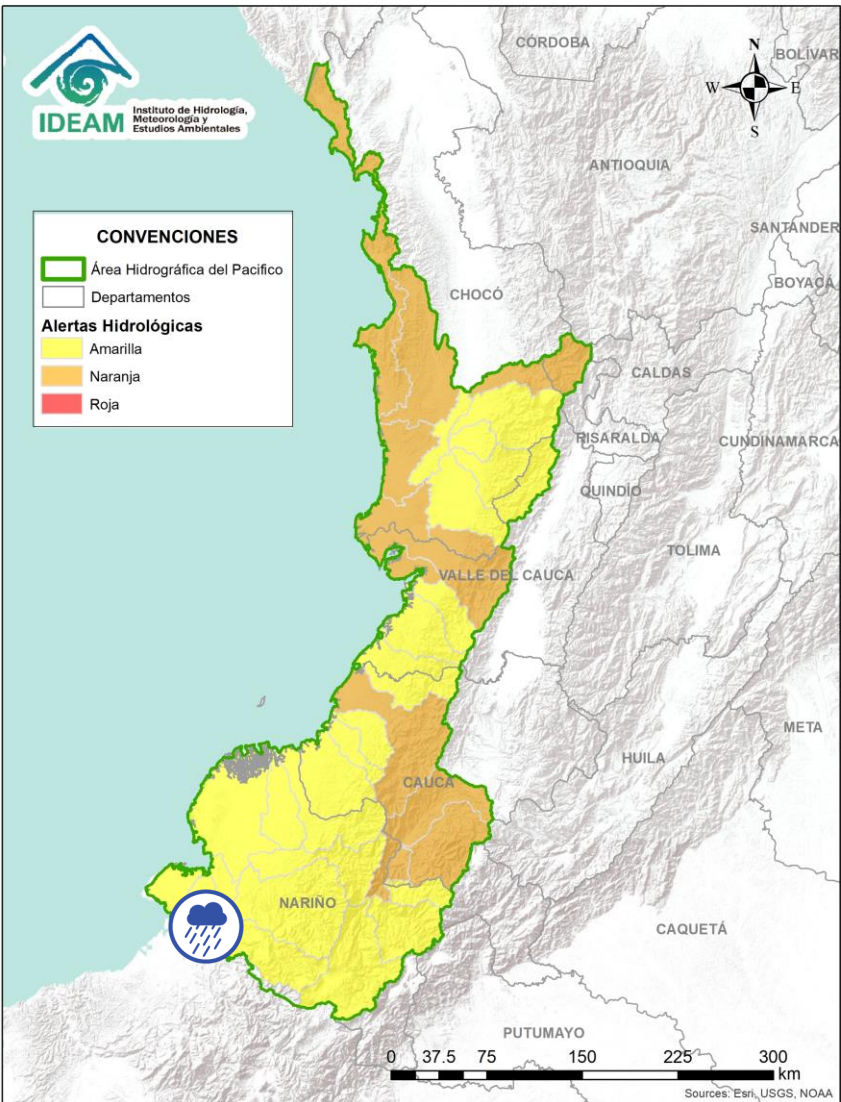 IDEAM
Instituto de Hidrología,
Meteorología y
Estudios Ambientales
N
W
E
S
CÓRDOBA
BOLÍVAR
ANTIOQUIA
SANTANDER
BOYACÁ
CHOCÓ
CALDAS
RISARALDA
CUNDINAMARCA
QUINDÍO
TOLIMA
VALLE DEL CAUCA
META
HUILA
CAUCA
NARIÑO
CAQUETÁ
PUTUMAYO
CONVENCIONES
Área Hidrográfica del Pacifico
Departamentos
Alertas Hidrológicas
Amarilla
Naranja
Roja
0 37.5 75 150 225 300
km
Sources: Esri, USGS, NOAA